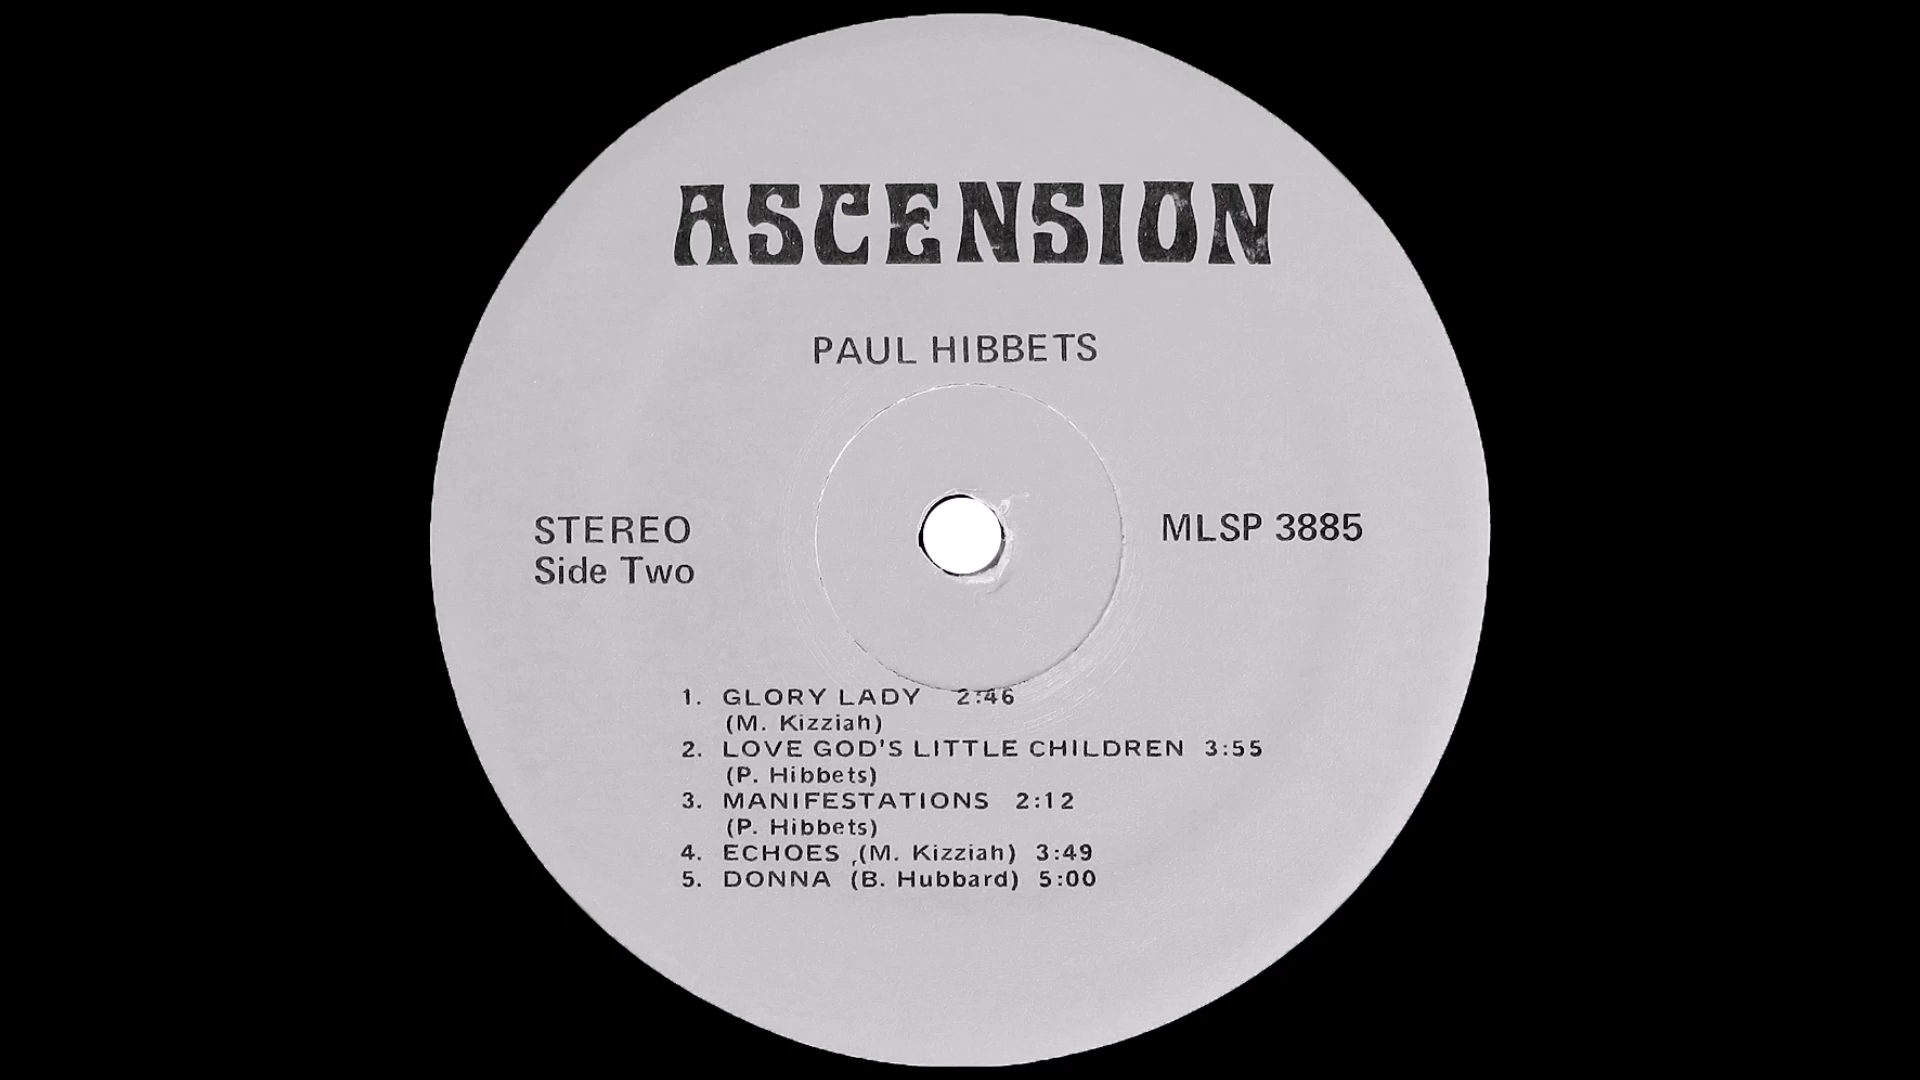 ASCENSION
PAUL HIBBETS
STEREO
Side Two
MLSP 3885
1. GLORY LADY 2:46
(M. Kizziah)
2. LOVE GOD'S LITTLE CHILDREN 3:55
(P. Hibbets)
3. MANIFESTATIONS 2:12
(P. Hibbets)
4. ECHOES (M. Kizziah) 3:49
5. DONNA (B. Hubbard) 5:00